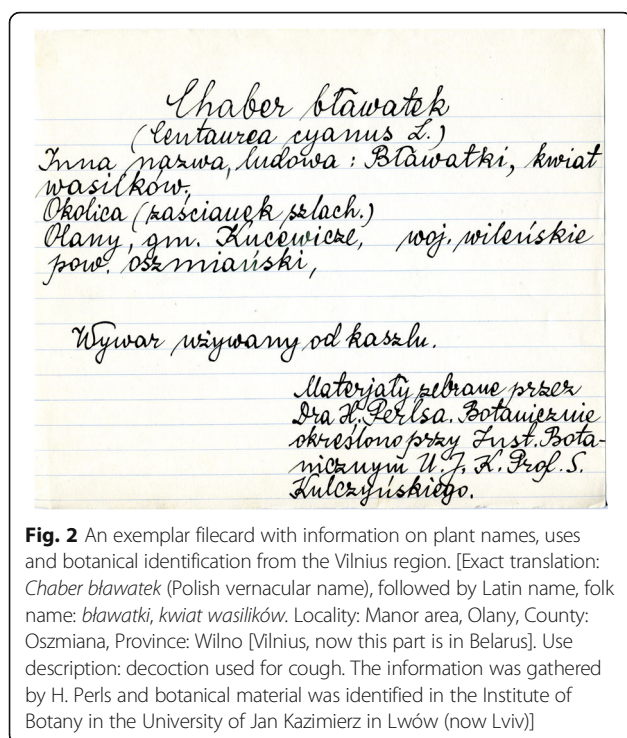 Chaber bławatek
(Centaurea cyanus L.)
Inna nazwa, ludowa : Bławatki, kwiat
wasilków.
Okolica (zaścianek szlach.)
Olany, gm. Kucewicze, woj. wileńskie
pow. oszmiański,
Wywar używany od kaszlu.
Materjały zebrane przez
Dra H. Perlsa. Botanicznie
określono przy Inst. Bota-
nicznym U. J. K. Prof. S.
Kulczyńskiego.
Fig. 2 An exemplar filecard with information on plant names, uses
and botanical identification from the Vilnius region. [Exact translation:
Chaber bławatek (Polish vernacular name), followed by Latin name, folk
name: bławatki, kwiat wasilików. Locality: Manor area, Olany, County:
Oszmiana, Province: Wilno [Vilnius, now this part is in Belarus]. Use
description: decoction used for cough. The information was gathered
by H. Perls and botanical material was identified in the Institute of
Botany in the University of Jan Kazimierz in Lwów (now Lviv)]